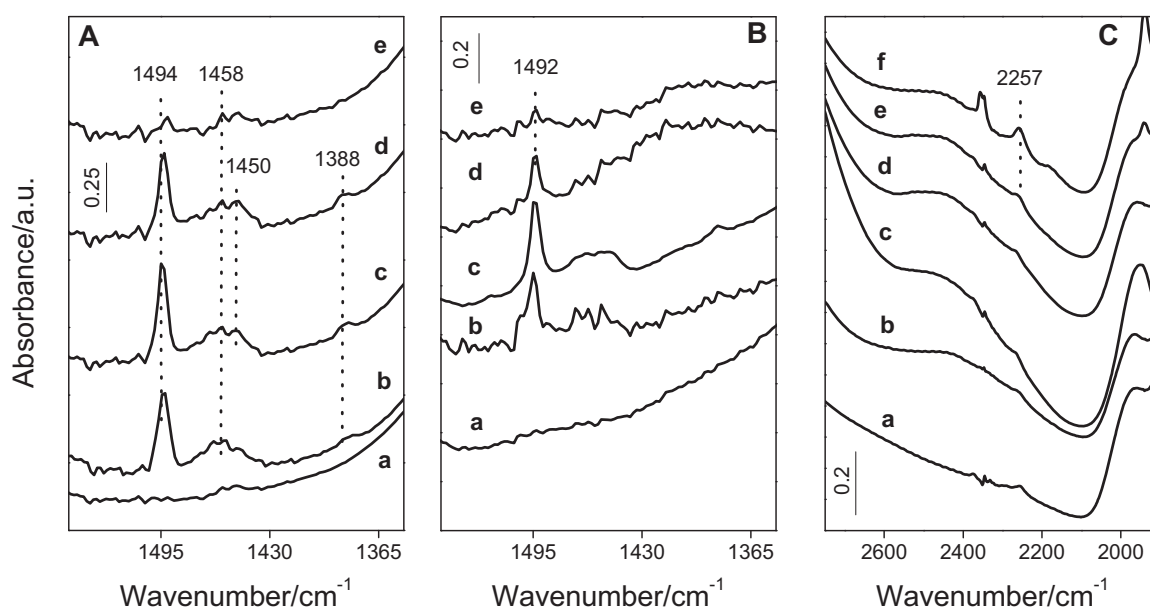 Absorbance/a.u.
A
e
1494
1458
d
1450
1388
0.25
c
b
a
1495
1430
1365
Wavenumber/cm⁻¹
B
0.2
1492
e
d
c
b
a
1495
1430
1365
Wavenumber/cm⁻¹
C
f
2257
e
d
c
b
a
0.2
2600
2400
2200
2000
Wavenumber/cm⁻¹